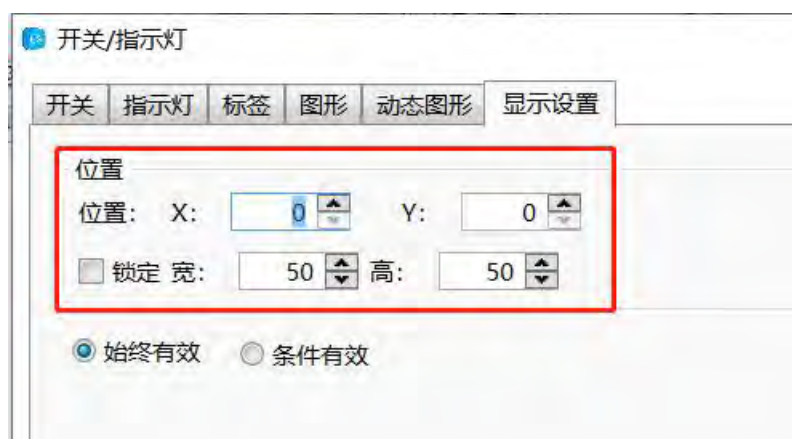 开关/指示灯
开关 指示灯 标签 图形 动态图形 显示设置
位置
位置: X: 0 Y: 0
锁定 宽: 50 高: 50
始终有效 条件有效